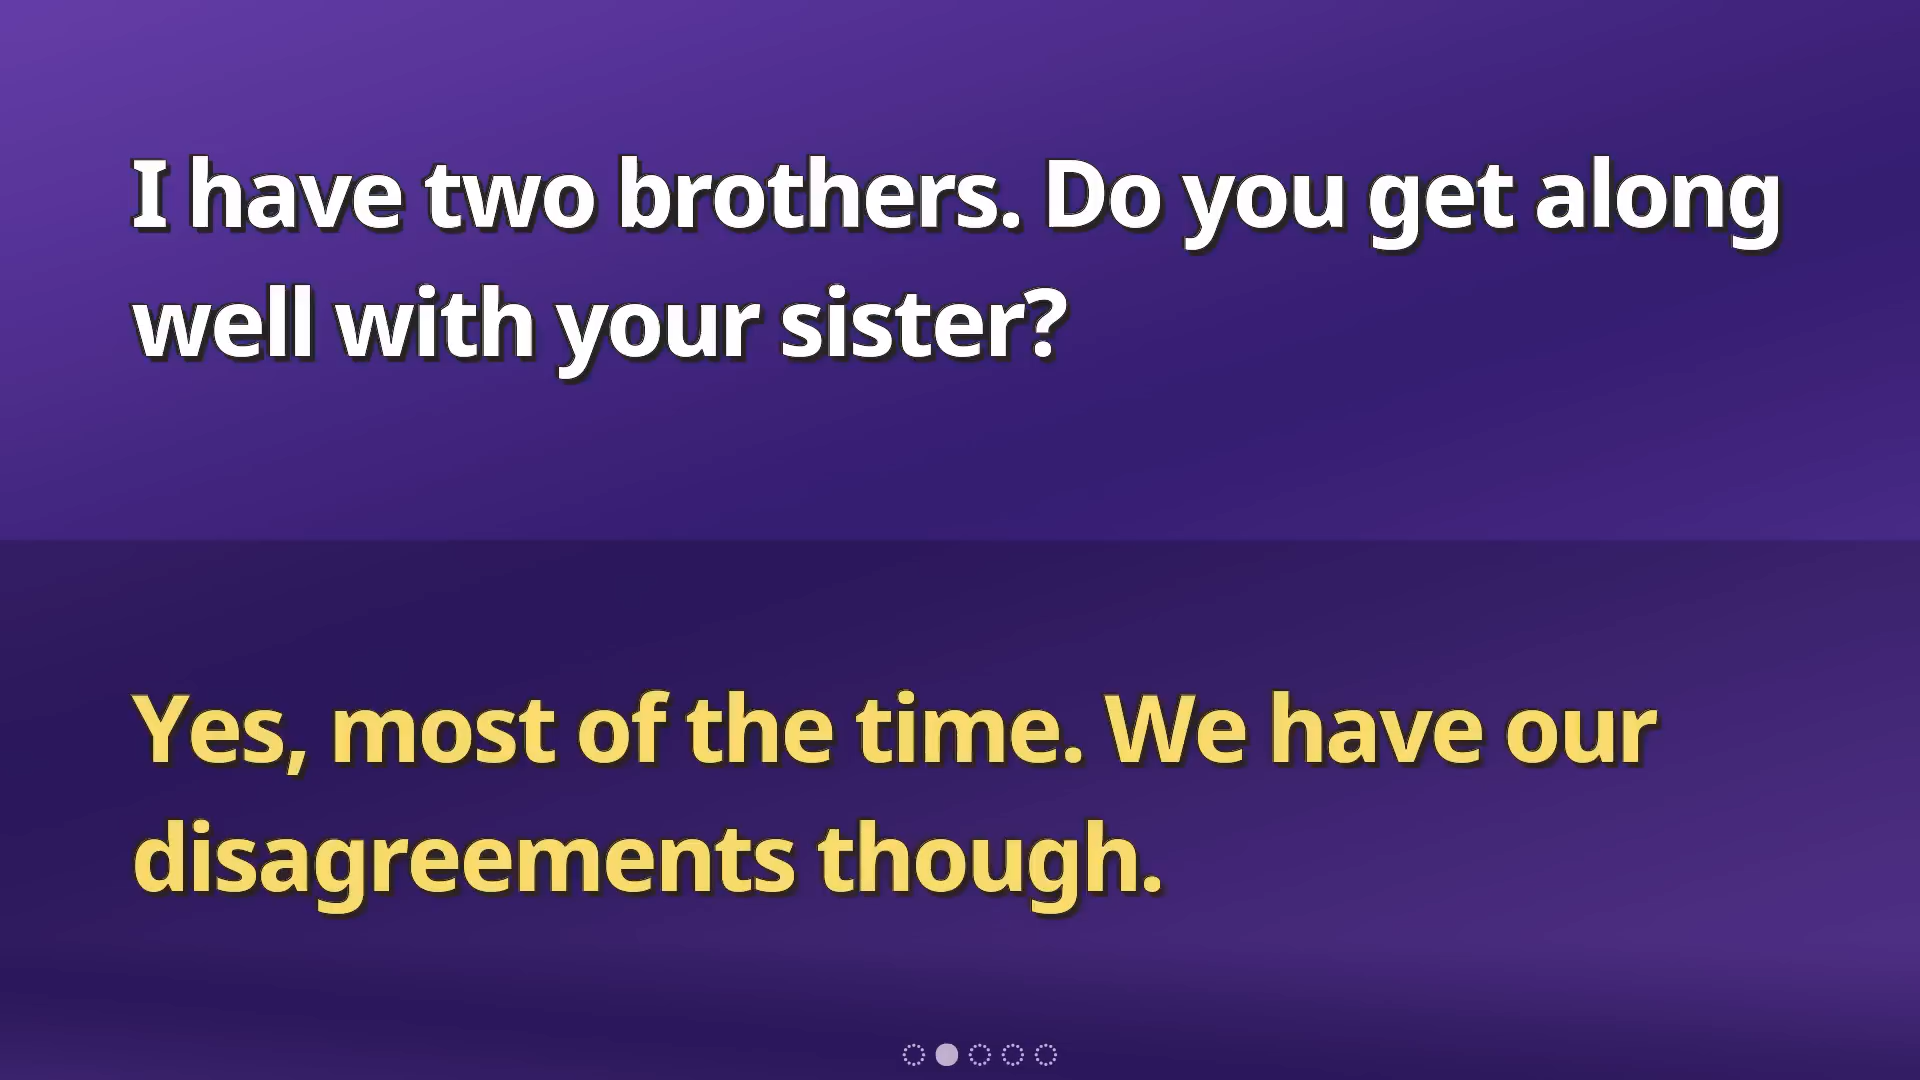 I have two brothers. Do you get along
well with your sister?
Yes, most of the time. We have our
disagreements though.